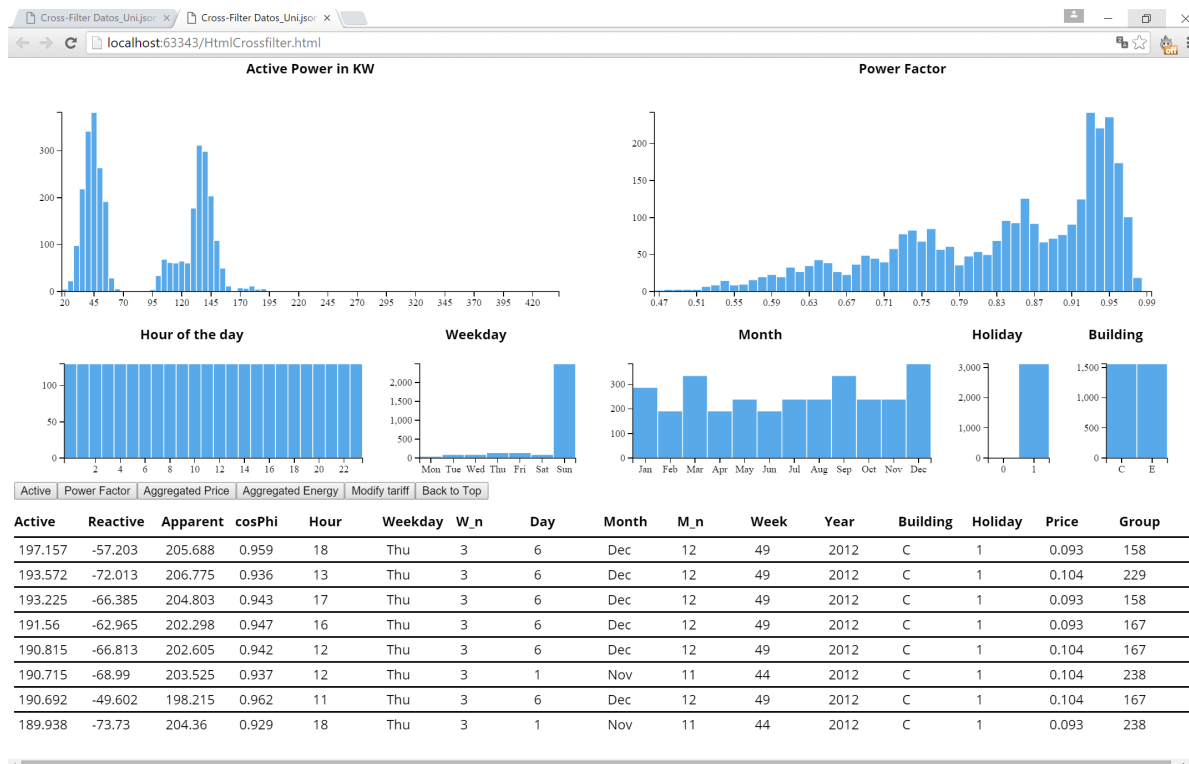 Cross-Filter Datos_Uni.json Cross-Filter Datos_Uni.json
localhost:63343/HtmlCrossfilter.html
off
Active Power in KW Power Factor
300
200
100
0
20 45 70 95 120 145 170 195 220 245 270 295 320 345 370 395 420
200
150
100
50
0
0.47 0.51 0.55 0.59 0.63 0.67 0.71 0.75 0.79 0.83 0.87 0.91 0.95 0.99
Hour of the day Weekday Month Holiday Building
100
50
0
2 4 6 8 10 12 14 16 18 20 22
2,000
1,500
1,000
500
0
Mon Tue Wed Thu Fri Sat Sun
300
200
100
0
Jan Feb Mar Apr May Jun Jul Aug Sep Oct Nov Dec
3,000
2,000
1,000
0
0 1
1,500
1,000
500
0
C E
Active Power Factor Aggregated Price Aggregated Energy Modify tariff Back to Top
Active Reactive Apparent cosPhi Hour Weekday W_n Day Month M_n Week Year Building Holiday Price Group
197.157 -57.203 205.688 0.959 18 Thu 3 6 Dec 12 49 2012 C 1 0.093 158
193.572 -72.013 206.775 0.936 13 Thu 3 6 Dec 12 49 2012 C 1 0.104 229
193.225 -66.385 204.803 0.943 17 Thu 3 6 Dec 12 49 2012 C 1 0.093 158
191.56 -62.965 202.298 0.947 16 Thu 3 6 Dec 12 49 2012 C 1 0.093 167
190.815 -66.813 202.605 0.942 12 Thu 3 6 Dec 12 49 2012 C 1 0.104 167
190.715 -68.99 203.525 0.937 12 Thu 3 1 Nov 11 44 2012 C 1 0.104 238
190.692 -49.602 198.215 0.962 11 Thu 3 6 Dec 12 49 2012 C 1 0.104 167
189.938 -73.73 204.36 0.929 18 Thu 3 1 Nov 11 44 2012 C 1 0.093 238